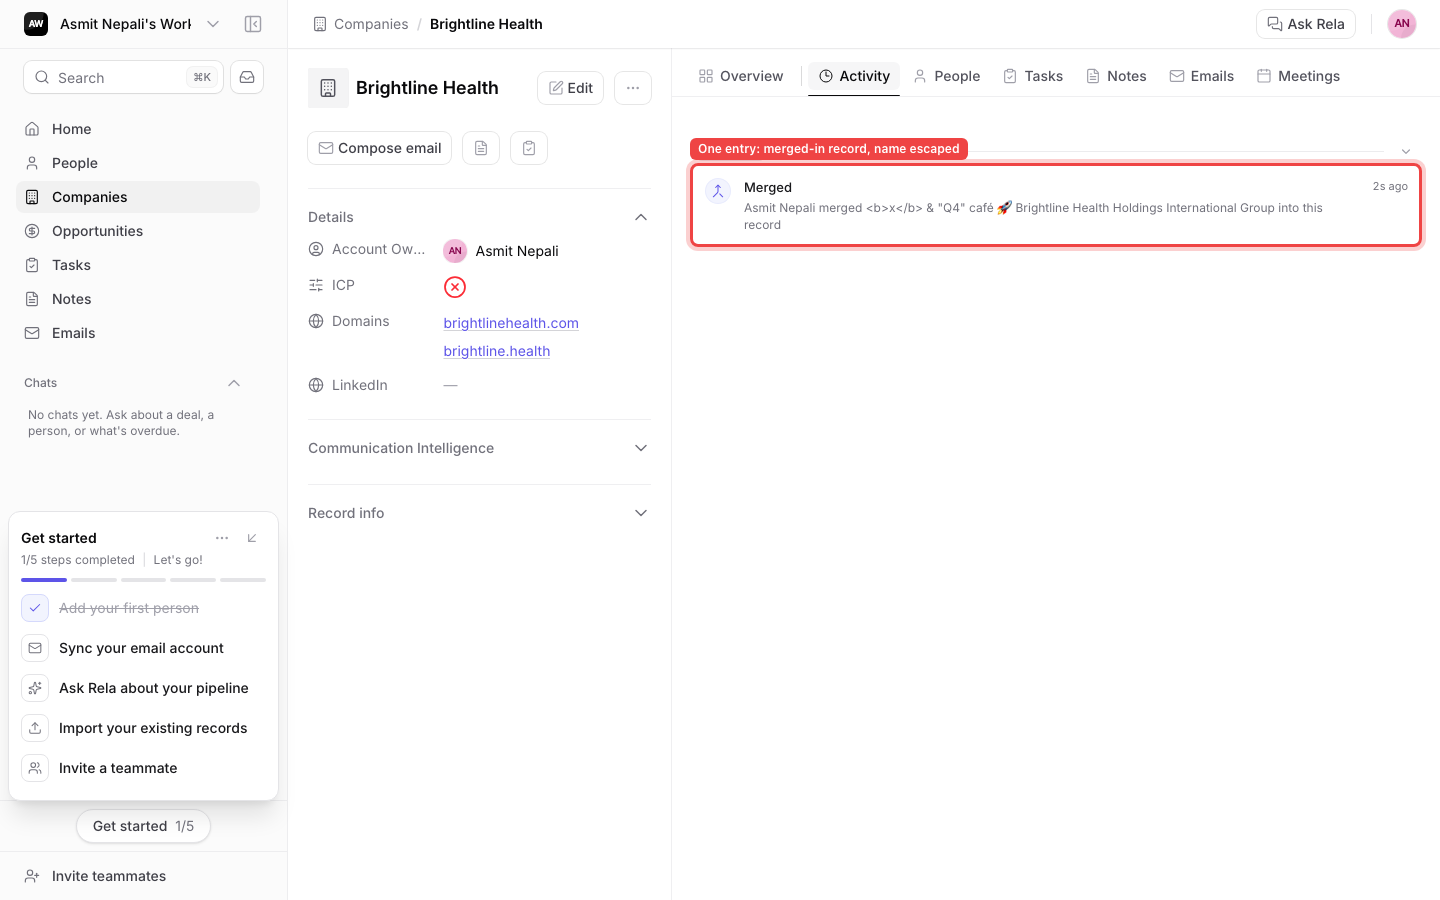 AW Asmit Nepali's Work
Companies / Brightline Health
Ask Rela
AN
Search ⌘K
Home
People
Companies
Opportunities
Tasks
Notes
Emails
Chats
No chats yet. Ask about a deal, a
person, or what's overdue.
Get started
1/5 steps completed | Let's go!
Add your first person
Sync your email account
Ask Rela about your pipeline
Import your existing records
Invite a teammate
Get started 1/5
Invite teammates
Brightline Health
Edit
Compose email
Details
Account Ow... AN Asmit Nepali
ICP
Domains brightlinehealth.com
brightline.health
LinkedIn —
Communication Intelligence
Record info
Overview
Activity
People
Tasks
Notes
Emails
Meetings
One entry: merged-in record, name escaped
Merged 2s ago
Asmit Nepali merged <b>x</b> & "Q4" café 🚀 Brightline Health Holdings International Group into this
record